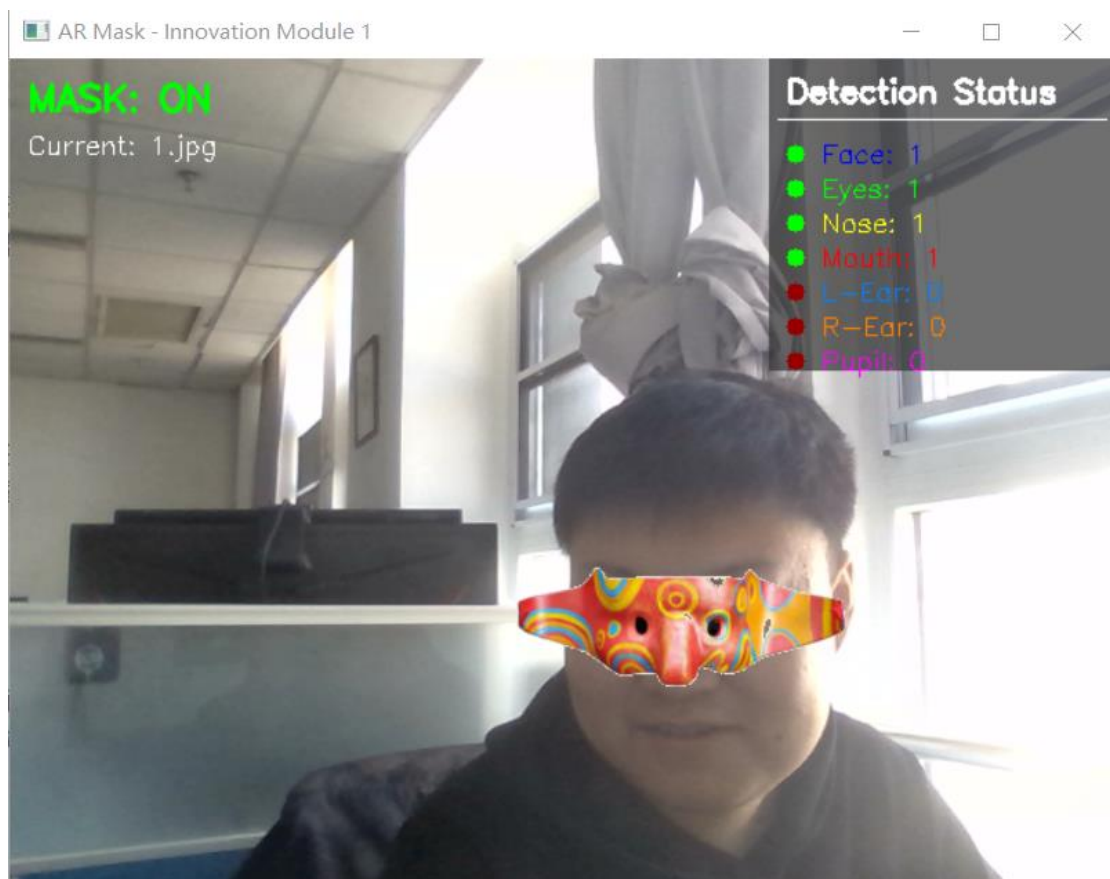 AR Mask - Innovation Module 1
MASK: ON
Current: 1.jpg
Detection Status
Face: 1
Eyes: 1
Nose: 1
Mouth: 1
L-Ear: 0
R-Ear: 0
Pupil: 0